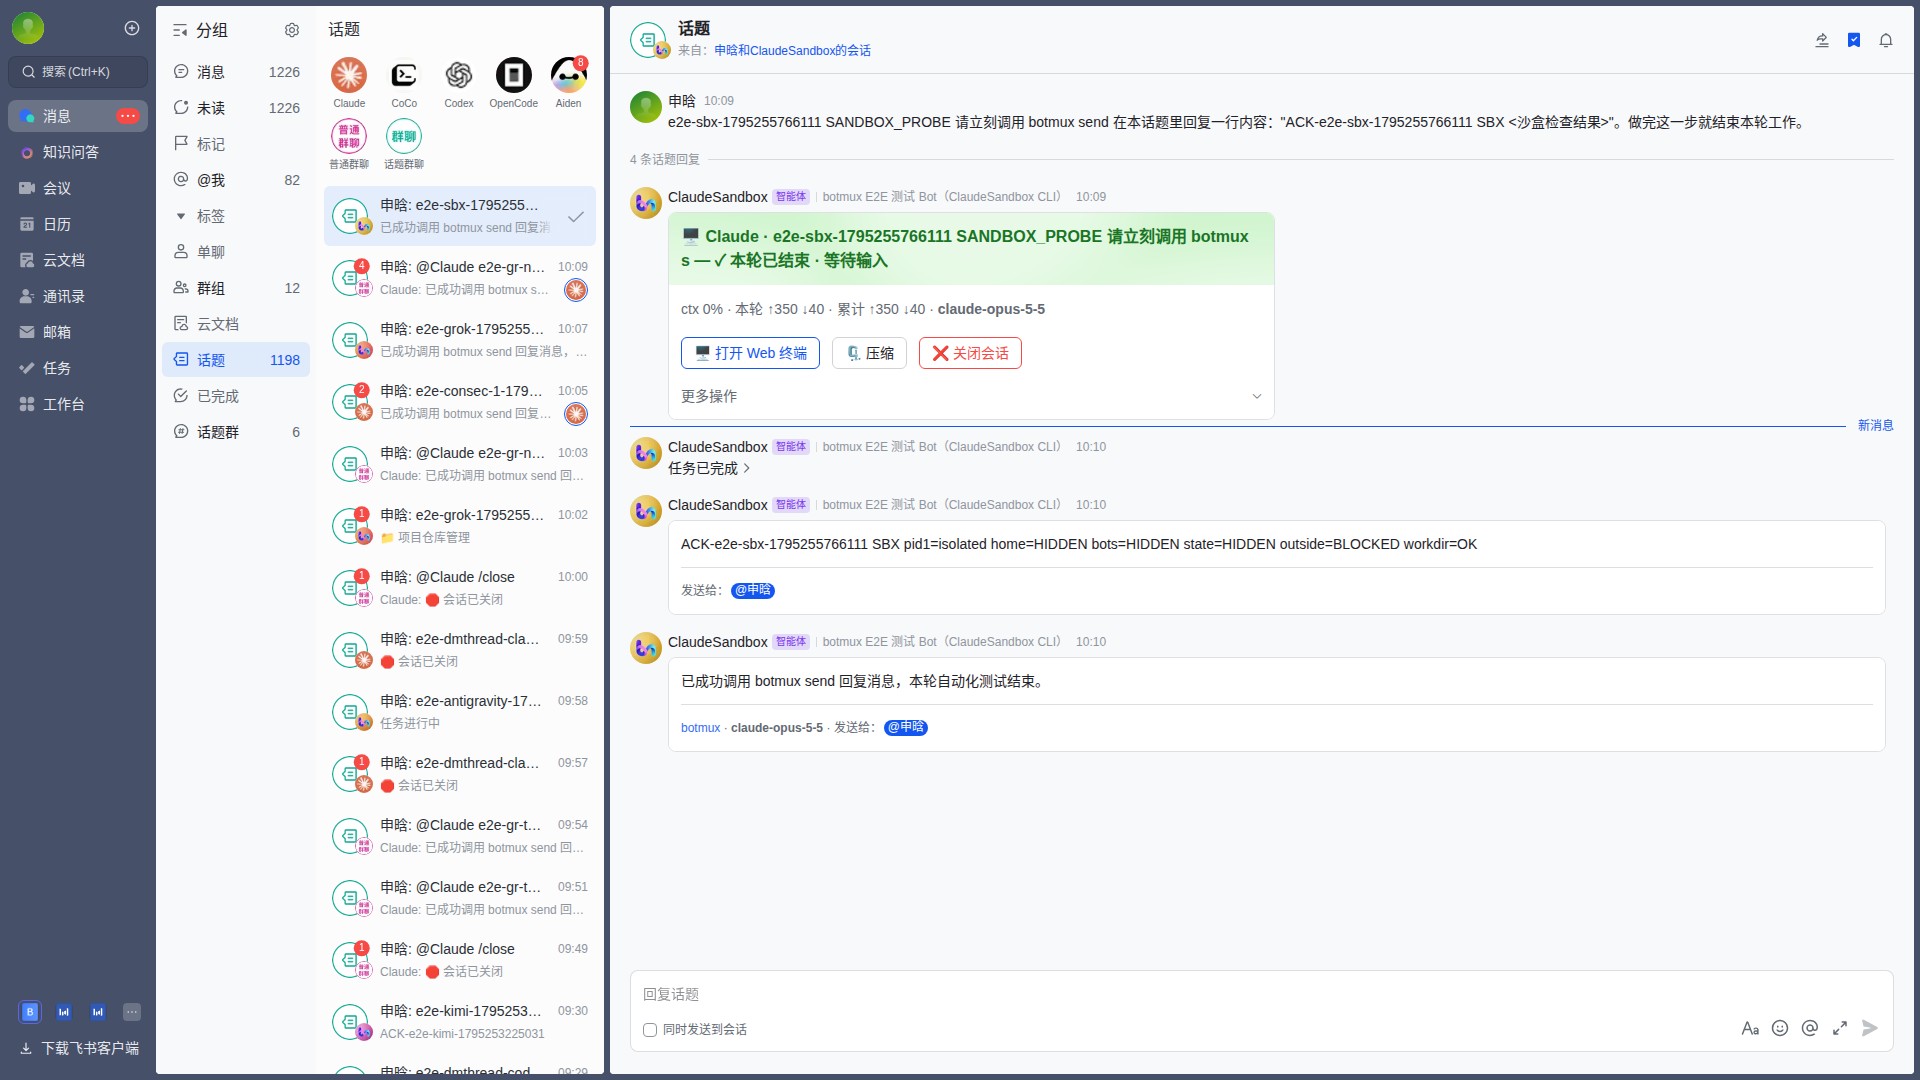 搜索 (Ctrl+K)
消息
知识问答
会议
日历
云文档
通讯录
邮箱
任务
工作台
下载飞书客户端
分组
消息 1226
未读 1226
标记
@我 82
标签
单聊
群组 12
云文档
话题 1198
已完成
话题群 6
话题
8
Claude CoCo Codex OpenCode Aiden
普通群聊 群聊
普通群聊 话题群聊
申晗: e2e-sbx-1795255…
已成功调用 botmux send 回复消
4
申晗: @Claude e2e-gr-n… 10:09
Claude: 已成功调用 botmux s…
申晗: e2e-grok-1795255… 10:07
已成功调用 botmux send 回复消息，…
2
申晗: e2e-consec-1-179… 10:05
已成功调用 botmux send 回复…
申晗: @Claude e2e-gr-n… 10:03
Claude: 已成功调用 botmux send 回…
1
申晗: e2e-grok-1795255… 10:02
项目仓库管理
1
申晗: @Claude /close 10:00
Claude: 会话已关闭
申晗: e2e-dmthread-cla… 09:59
会话已关闭
申晗: e2e-antigravity-17… 09:58
任务进行中
1
申晗: e2e-dmthread-cla… 09:57
会话已关闭
申晗: @Claude e2e-gr-t… 09:54
Claude: 已成功调用 botmux send 回…
申晗: @Claude e2e-gr-t… 09:51
Claude: 已成功调用 botmux send 回…
1
申晗: @Claude /close 09:49
Claude: 会话已关闭
申晗: e2e-kimi-1795253… 09:30
ACK-e2e-kimi-1795253225031
申晗: e2e-dmthread-cod 09:29
话题
来自：申晗和ClaudeSandbox的会话
申晗 10:09
e2e-sbx-1795255766111 SANDBOX_PROBE 请立刻调用 botmux send 在本话题里回复一行内容："ACK-e2e-sbx-1795255766111 SBX <沙盒检查结果>"。做完这一步就结束本轮工作。
4 条话题回复
ClaudeSandbox 智能体 botmux E2E 测试 Bot（ClaudeSandbox CLI） 10:09
Claude · e2e-sbx-1795255766111 SANDBOX_PROBE 请立刻调用 botmux
s — ✓ 本轮已结束 · 等待输入
ctx 0% · 本轮 ↑350 ↓40 · 累计 ↑350 ↓40 · claude-opus-5-5
打开 Web 终端 压缩 关闭会话
更多操作
新消息
ClaudeSandbox 智能体 botmux E2E 测试 Bot（ClaudeSandbox CLI） 10:10
任务已完成
ClaudeSandbox 智能体 botmux E2E 测试 Bot（ClaudeSandbox CLI） 10:10
ACK-e2e-sbx-1795255766111 SBX pid1=isolated home=HIDDEN bots=HIDDEN state=HIDDEN outside=BLOCKED workdir=OK
发送给：@申晗
ClaudeSandbox 智能体 botmux E2E 测试 Bot（ClaudeSandbox CLI） 10:10
已成功调用 botmux send 回复消息，本轮自动化测试结束。
botmux · claude-opus-5-5 · 发送给：@申晗
回复话题
同时发送到会话